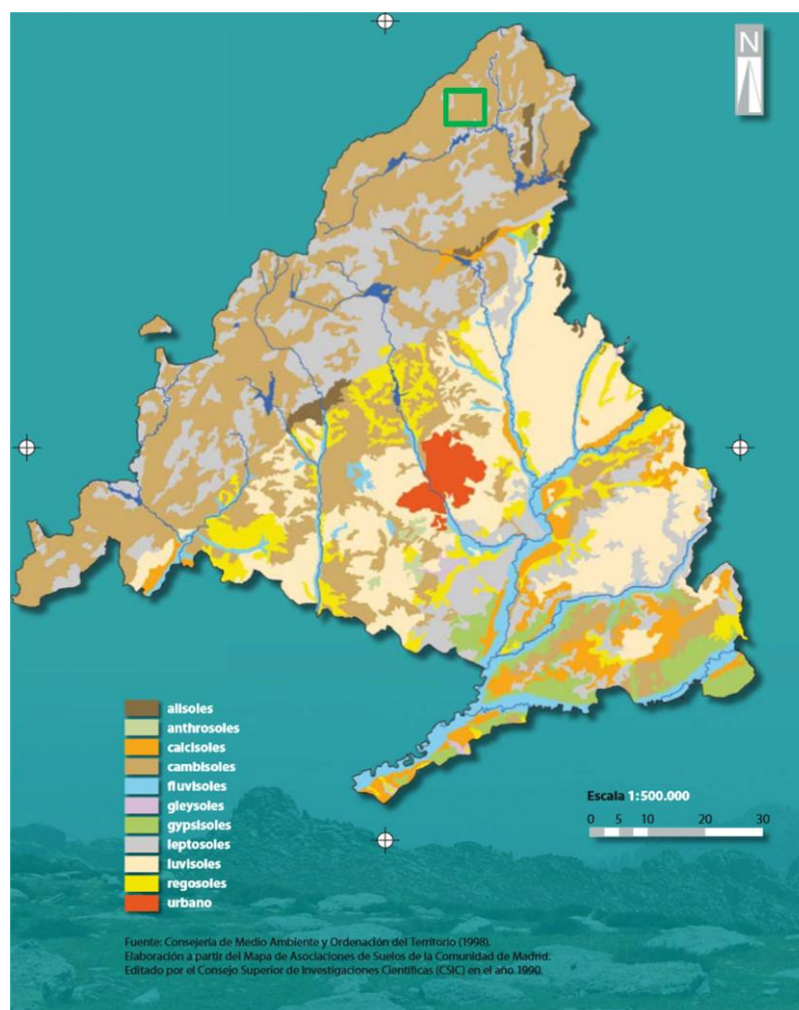 N
alisoles
anthrosoles
calcisoles
cambisoles
fluvisoles
gleysoles
gypsisoles
leptosoles
luvisoles
regosoles
urbano
Escala 1:500.000
0 5 10 20 30
Fuente: Consejería de Medio Ambiente y Ordenación del Territorio (1998).
Elaboración a partir del Mapa de Asociaciones de Suelos de la Comunidad de Madrid.
Editado por el Consejo Superior de Investigaciones Científicas (CSIC) en el año 1990.